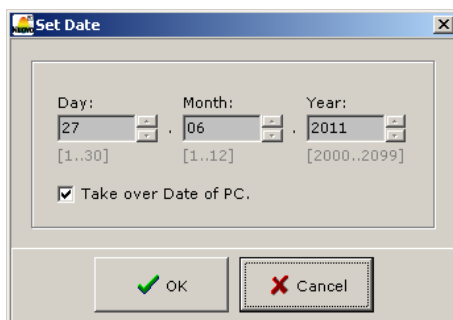 Set Date
Day: Month: Year:
27 . 06 . 2011
[1..30] [1..12] [2000..2099]
Take over Date of PC.
OK Cancel